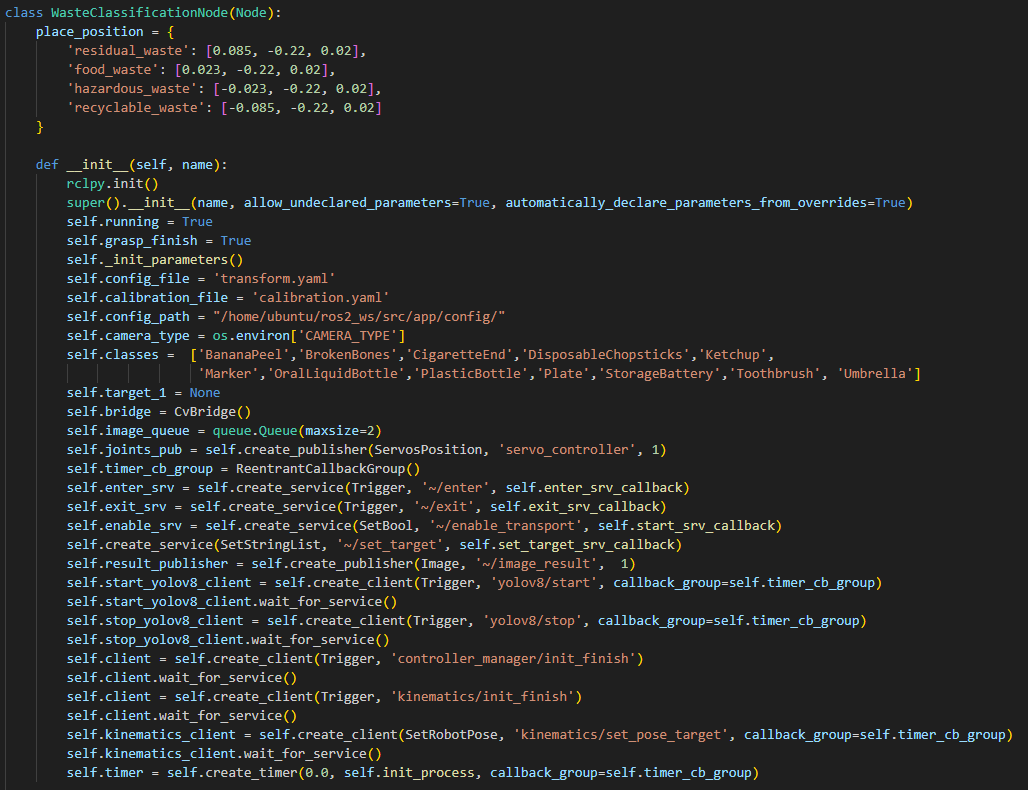 class WasteClassificationNode(Node):
    place_position = {
        'residual_waste': [0.085, -0.22, 0.02],
        'food_waste': [0.023, -0.22, 0.02],
        'hazardous_waste': [-0.023, -0.22, 0.02],
        'recyclable_waste': [-0.085, -0.22, 0.02]
    }

    def __init__(self, name):
        rclpy.init()
        super().__init__(name, allow_undeclared_parameters=True, automatically_declare_parameters_from_overrides=True)
        self.running = True
        self.grasp_finish = True
        self._init_parameters()
        self.config_file = 'transform.yaml'
        self.calibration_file = 'calibration.yaml'
        self.config_path = "/home/ubuntu/ros2_ws/src/app/config/"
        self.camera_type = os.environ['CAMERA_TYPE']
        self.classes =  ['BananaPeel','BrokenBones','CigaretteEnd','DisposableChopsticks','Ketchup',
                         'Marker','OralLiquidBottle','PlasticBottle','Plate','StorageBattery','Toothbrush', 'Umbrella']
        self.target_1 = None
        self.bridge = CvBridge()
        self.image_queue = queue.Queue(maxsize=2)
        self.joints_pub = self.create_publisher(ServosPosition, 'servo_controller', 1)
        self.timer_cb_group = ReentrantCallbackGroup()
        self.enter_srv = self.create_service(Trigger, '~/enter', self.enter_srv_callback)
        self.exit_srv = self.create_service(Trigger, '~/exit', self.exit_srv_callback)
        self.enable_srv = self.create_service(SetBool, '~/enable_transport', self.start_srv_callback)
        self.create_service(SetStringList, '~/set_target', self.set_target_srv_callback)
        self.result_publisher = self.create_publisher(Image, '~/image_result',  1)
        self.start_yolov8_client = self.create_client(Trigger, 'yolov8/start', callback_group=self.timer_cb_group)
        self.start_yolov8_client.wait_for_service()
        self.stop_yolov8_client = self.create_client(Trigger, 'yolov8/stop', callback_group=self.timer_cb_group)
        self.stop_yolov8_client.wait_for_service()
        self.client = self.create_client(Trigger, 'controller_manager/init_finish')
        self.client.wait_for_service()
        self.client = self.create_client(Trigger, 'kinematics/init_finish')
        self.client.wait_for_service()
        self.kinematics_client = self.create_client(SetRobotPose, 'kinematics/set_pose_target', callback_group=self.timer_cb_group)
        self.kinematics_client.wait_for_service()
        self.timer = self.create_timer(0.0, self.init_process, callback_group=self.timer_cb_group)